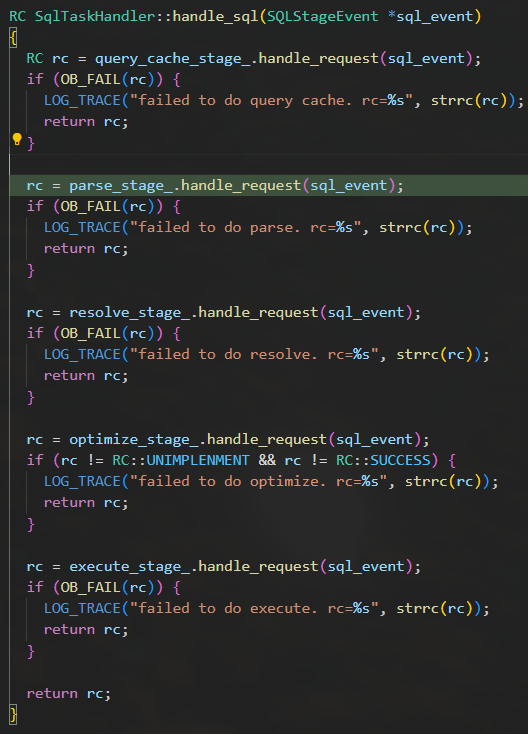 RC SqlTaskHandler::handle_sql(SQLStageEvent *sql_event)
{
  RC rc = query_cache_stage_.handle_request(sql_event);
  if (OB_FAIL(rc)) {
    LOG_TRACE("failed to do query cache. rc=%s", strrc(rc));
    return rc;
  }

  rc = parse_stage_.handle_request(sql_event);
  if (OB_FAIL(rc)) {
    LOG_TRACE("failed to do parse. rc=%s", strrc(rc));
    return rc;
  }

  rc = resolve_stage_.handle_request(sql_event);
  if (OB_FAIL(rc)) {
    LOG_TRACE("failed to do resolve. rc=%s", strrc(rc));
    return rc;
  }

  rc = optimize_stage_.handle_request(sql_event);
  if (rc != RC::UNIMPLENMENT && rc != RC::SUCCESS) {
    LOG_TRACE("failed to do optimize. rc=%s", strrc(rc));
    return rc;
  }

  rc = execute_stage_.handle_request(sql_event);
  if (OB_FAIL(rc)) {
    LOG_TRACE("failed to do execute. rc=%s", strrc(rc));
    return rc;
  }

  return rc;
}